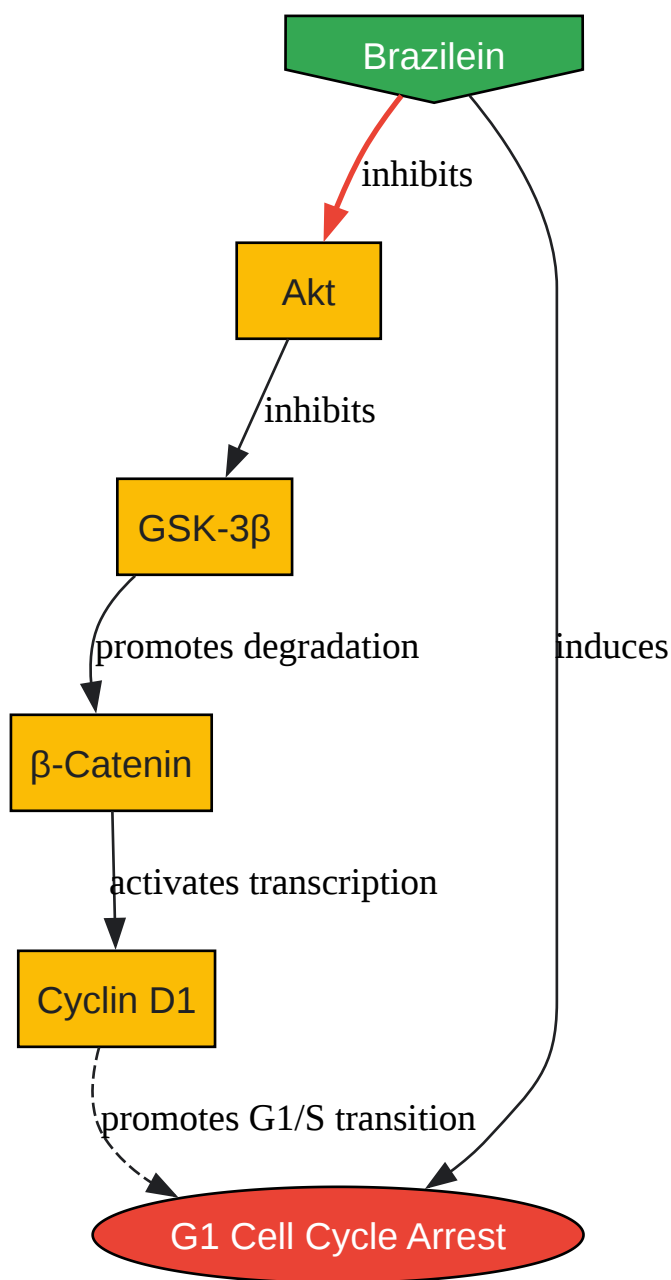 Brazilein
inhibits
Akt
inhibits
GSK-3β
promotes degradation
induces
β-Catenin
activates transcription
Cyclin D1
promotes G1/S transition
G1 Cell Cycle Arrest